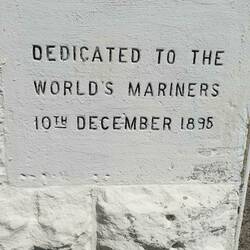 DEDICATED TO THE
WORLD'S MARINERS
10TH DECEMBER 1895